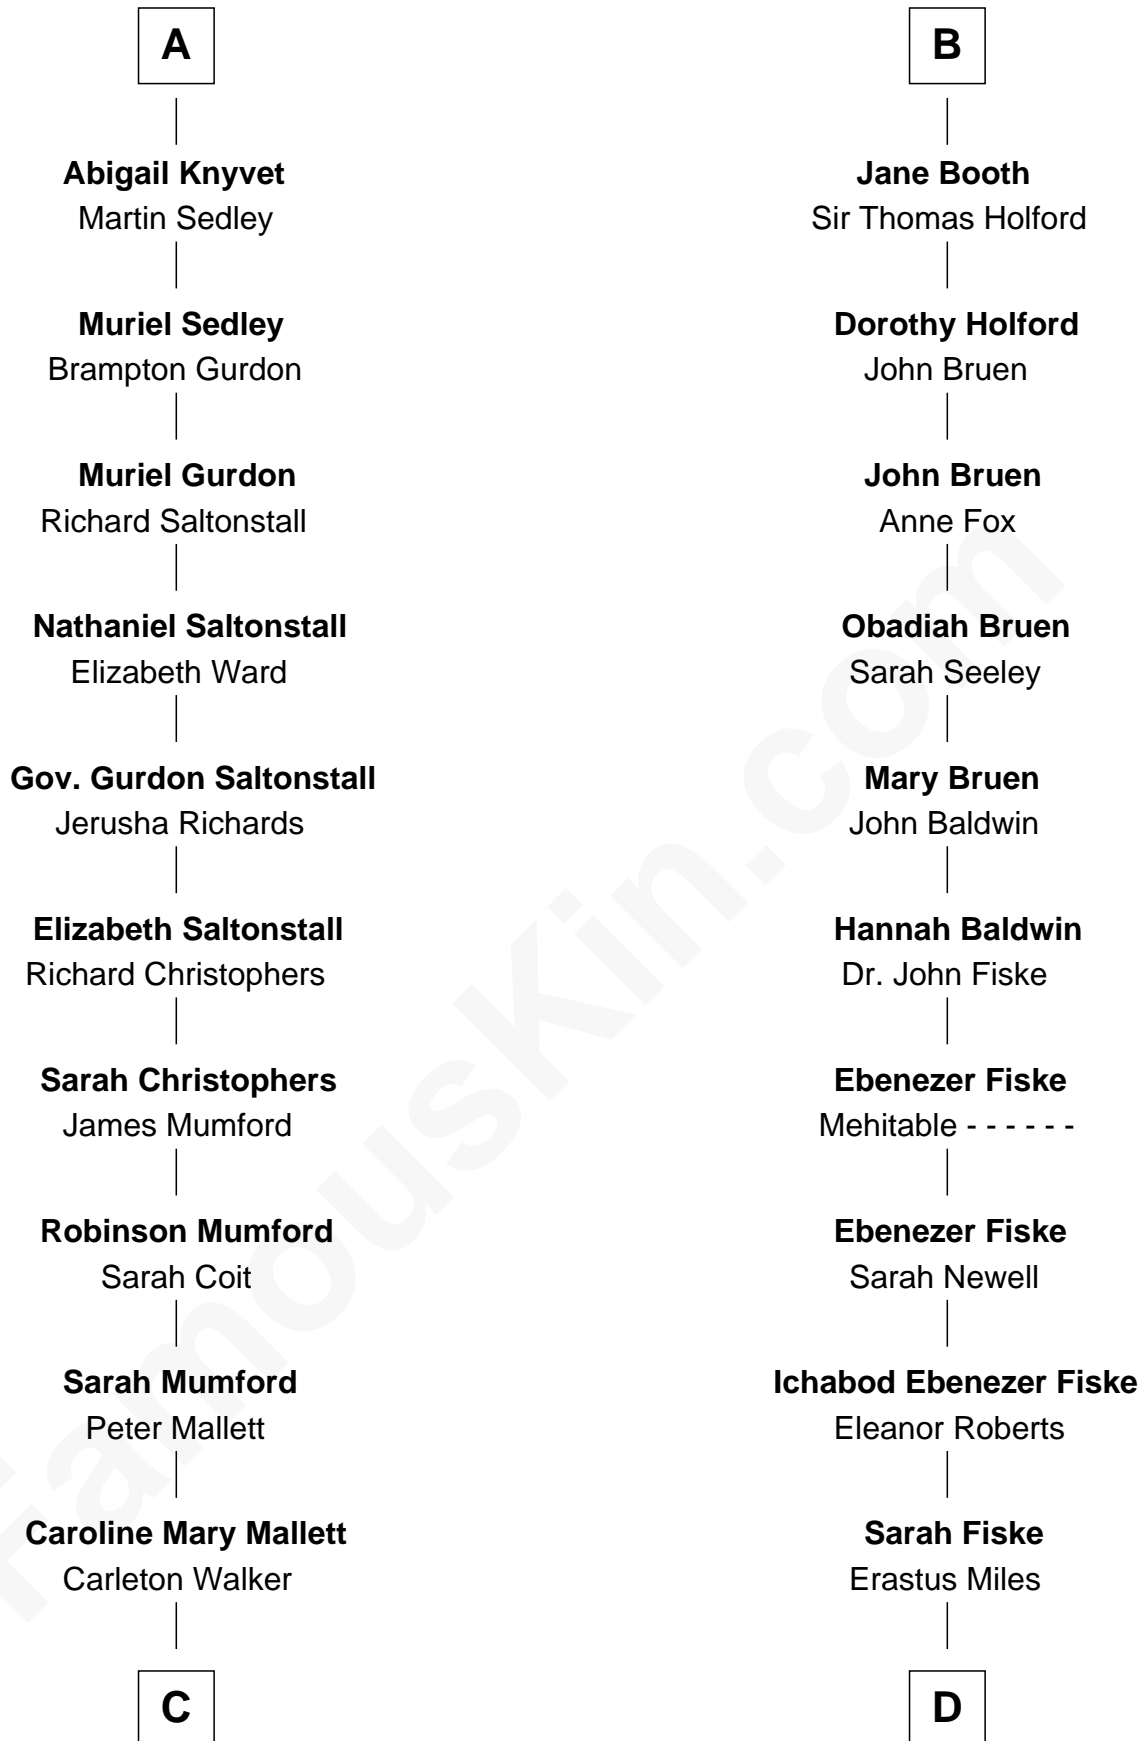 A
Abigail Knyvet
Martin Sedley
Muriel Sedley
Brampton Gurdon
Muriel Gurdon
Richard Saltonstall
Nathaniel Saltonstall
Elizabeth Ward
Gov. Gurdon Saltonstall
Jerusha Richards
Elizabeth Saltonstall
Richard Christophers
Sarah Christophers
James Mumford
Robinson Mumford
Sarah Coit
Sarah Mumford
Peter Mallett
Caroline Mary Mallett
Carleton Walker
C
B
Jane Booth
Sir Thomas Holford
Dorothy Holford
John Bruen
John Bruen
Anne Fox
Obadiah Bruen
Sarah Seeley
Mary Bruen
John Baldwin
Hannah Baldwin
Dr. John Fiske
Ebenezer Fiske
Mehitable - - - - - -
Ebenezer Fiske
Sarah Newell
Ichabod Ebenezer Fiske
Eleanor Roberts
Sarah Fiske
Erastus Miles
D
FamousKin.com